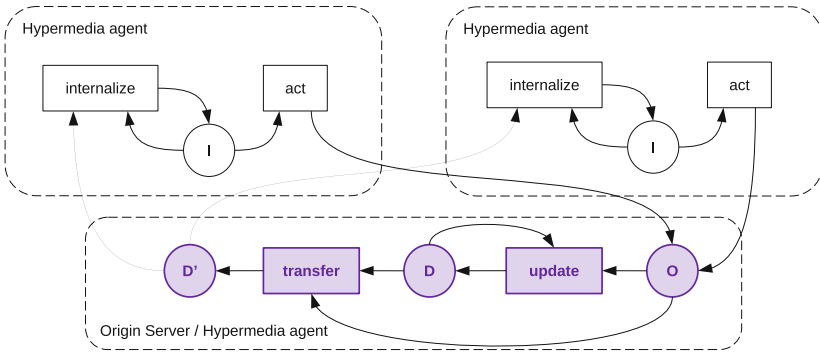 Hypermedia agent
internalize
act
I
Hypermedia agent
internalize
act
I
D'
transfer
D
update
O
Origin Server / Hypermedia agent